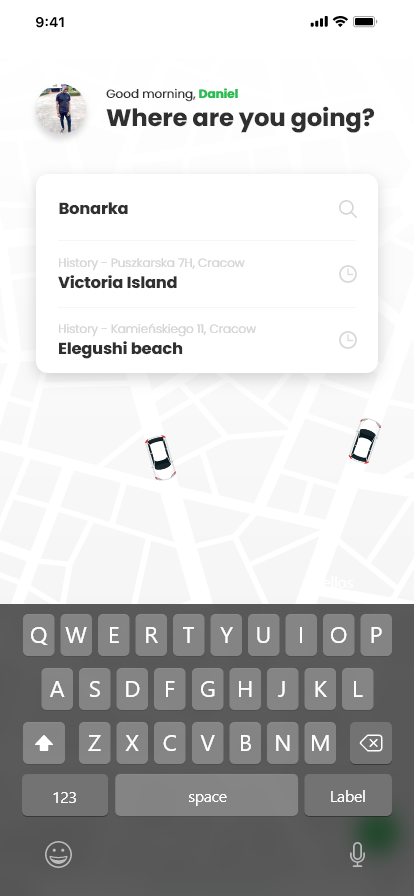 9:41
Good morning, Daniel
Where are you going?
Bonarka
History - Puszkarska 7H, Cracow
Victoria Island
History - Kamieńskiego 11, Cracow
Elegushi beach
Q W E R T Y U I O P
A S D F G H J K L
Z X C V B N M
123 space Label